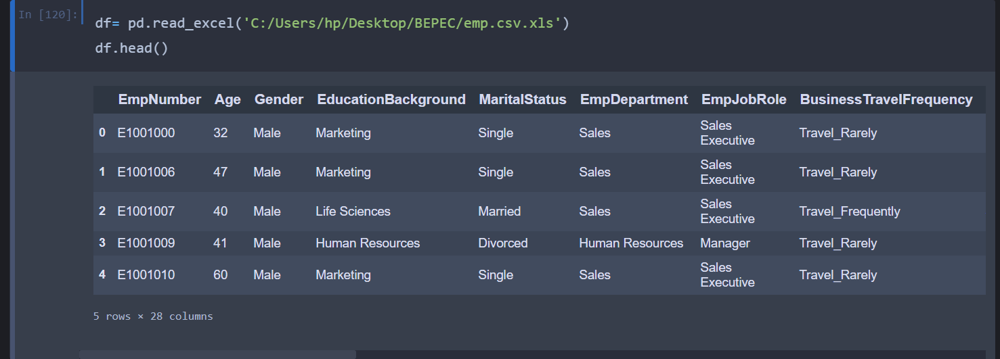 In [120]:
df= pd.read_excel('C:/Users/hp/Desktop/BEPEC/emp.csv.xls')
df.head()
EmpNumber Age Gender EducationBackground MaritalStatus EmpDepartment EmpJobRole BusinessTravelFrequency
0 E1001000 32 Male Marketing Single Sales Sales Executive Travel_Rarely
1 E1001006 47 Male Marketing Single Sales Sales Executive Travel_Rarely
2 E1001007 40 Male Life Sciences Married Sales Sales Executive Travel_Frequently
3 E1001009 41 Male Human Resources Divorced Human Resources Manager Travel_Rarely
4 E1001010 60 Male Marketing Single Sales Sales Executive Travel_Rarely
5 rows × 28 columns